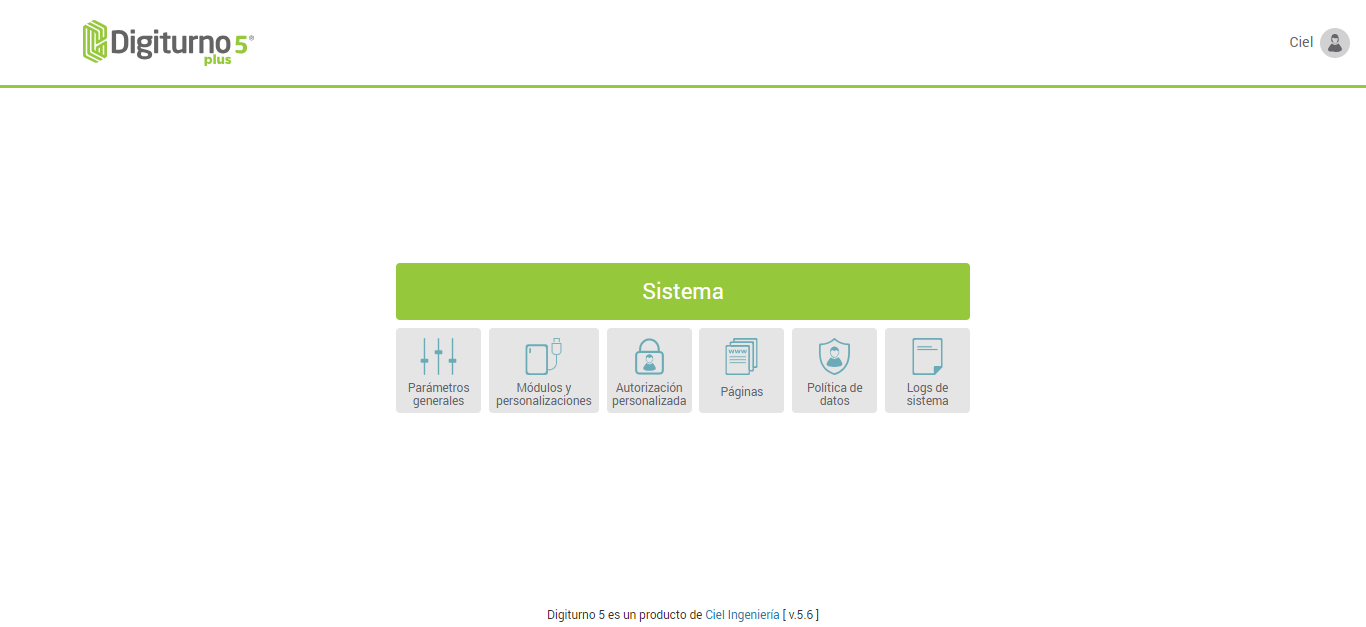 Digiturno 5®
plus
Ciel
Sistema
Parámetros
generales
Módulos y
personalizaciones
Autorización
personalizada
www
Páginas
Política de
datos
Logs de
sistema
Digiturno 5 es un producto de Ciel Ingeniería [ v.5.6 ]